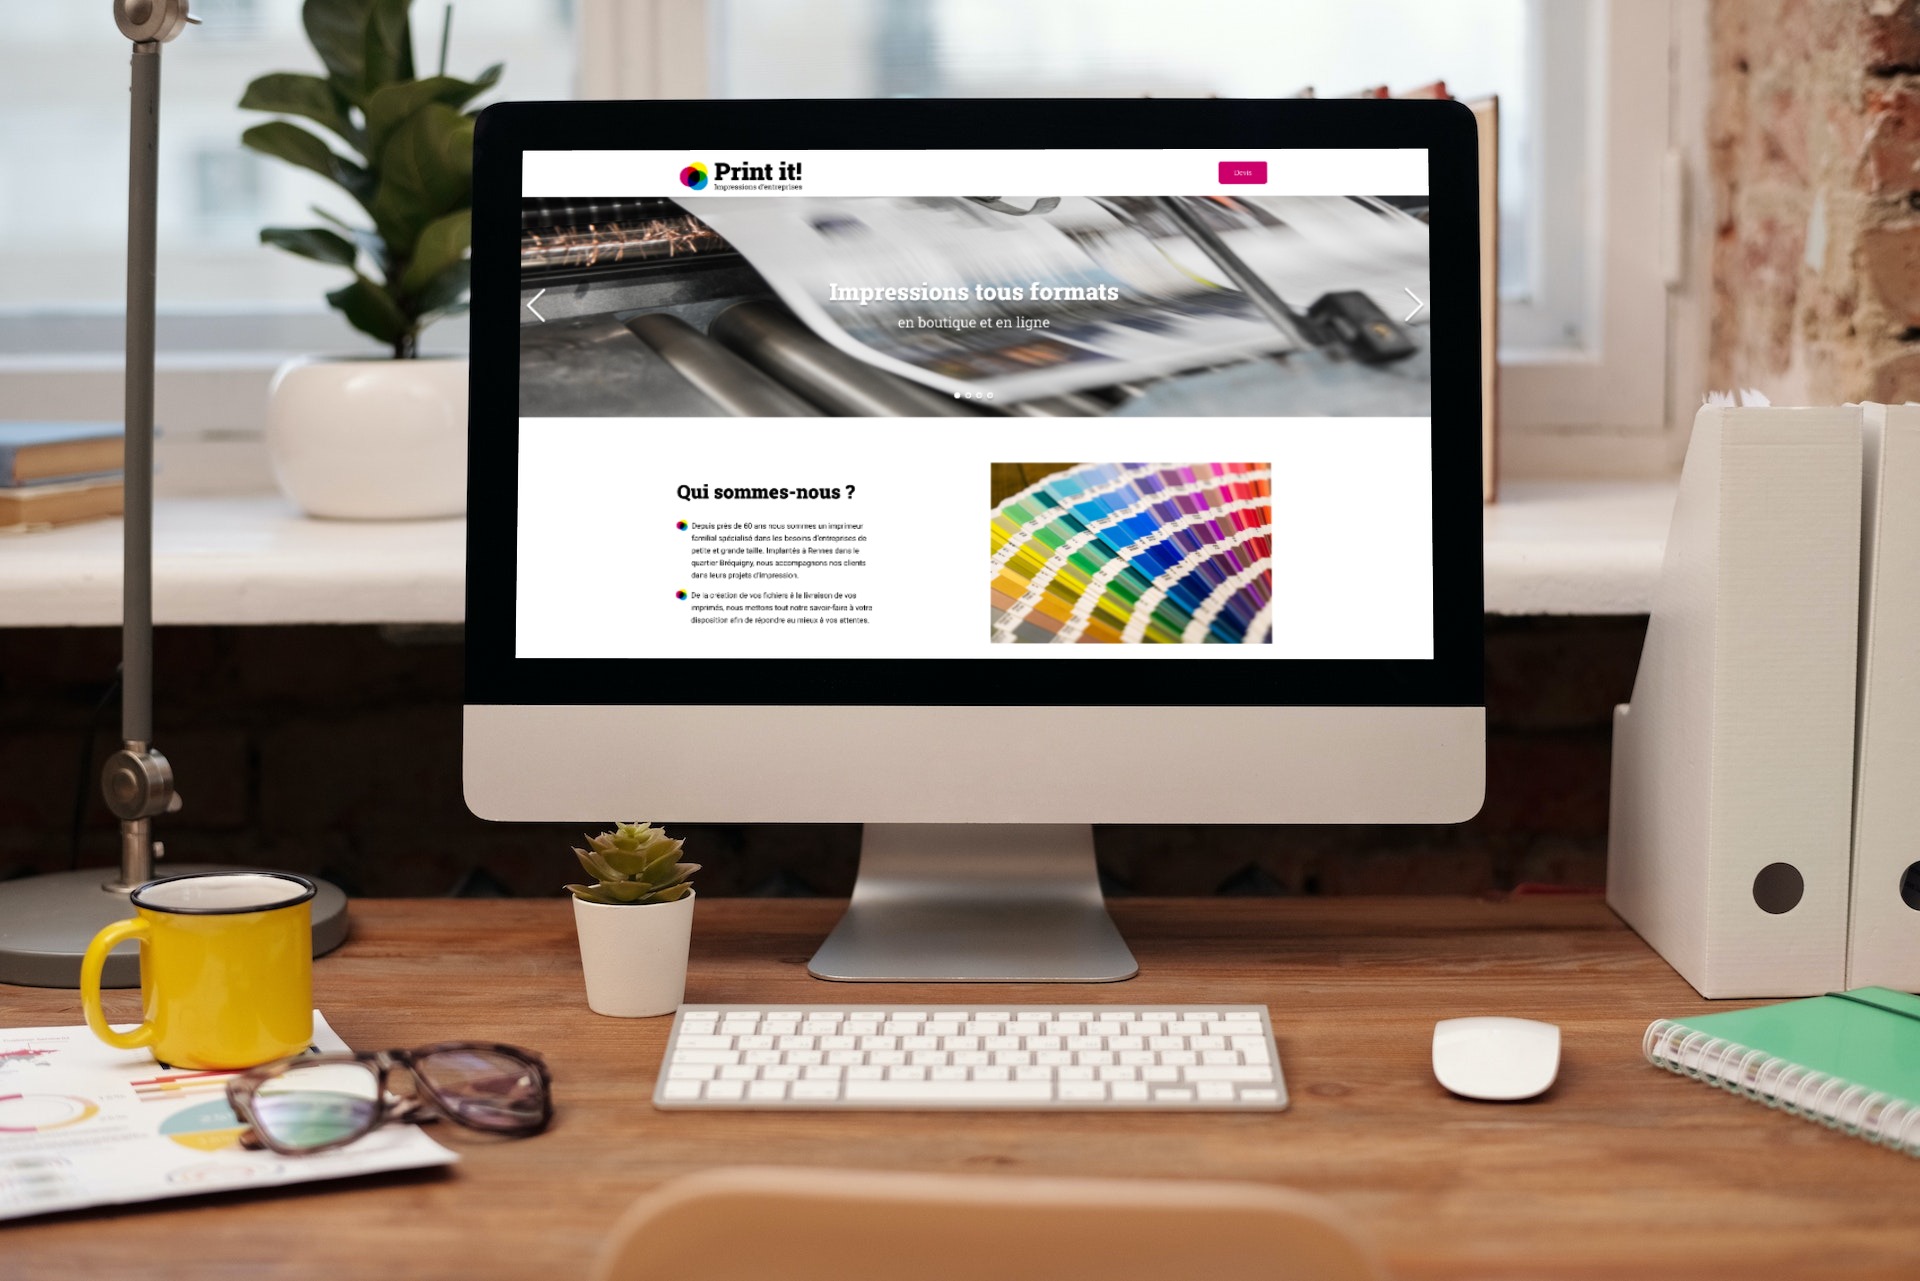 Print it!
Impressions d'entreprises
Devis
Impressions tous formats
en boutique et en ligne
Qui sommes-nous ?
Depuis près de 60 ans nous sommes un imprimeur
familial spécialisé dans les besoins d'entreprises de
petite et grande taille. Implantés à Rennes dans le
quartier Bréquigny, nous accompagnons nos clients
dans leurs projets d'impression.
De la création de vos fichiers à la livraison de vos
imprimés, nous mettons tout notre savoir-faire à votre
disposition afin de répondre au mieux à vos attentes.